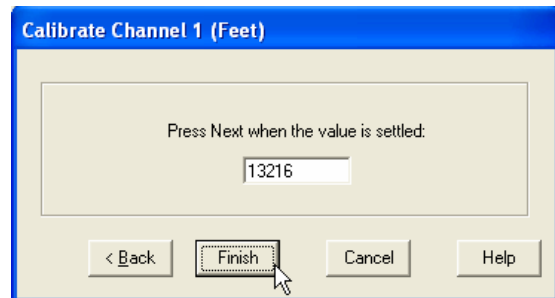 Calibrate Channel 1 (Feet)
Press Next when the value is settled:
13216
< Back Finish Cancel Help